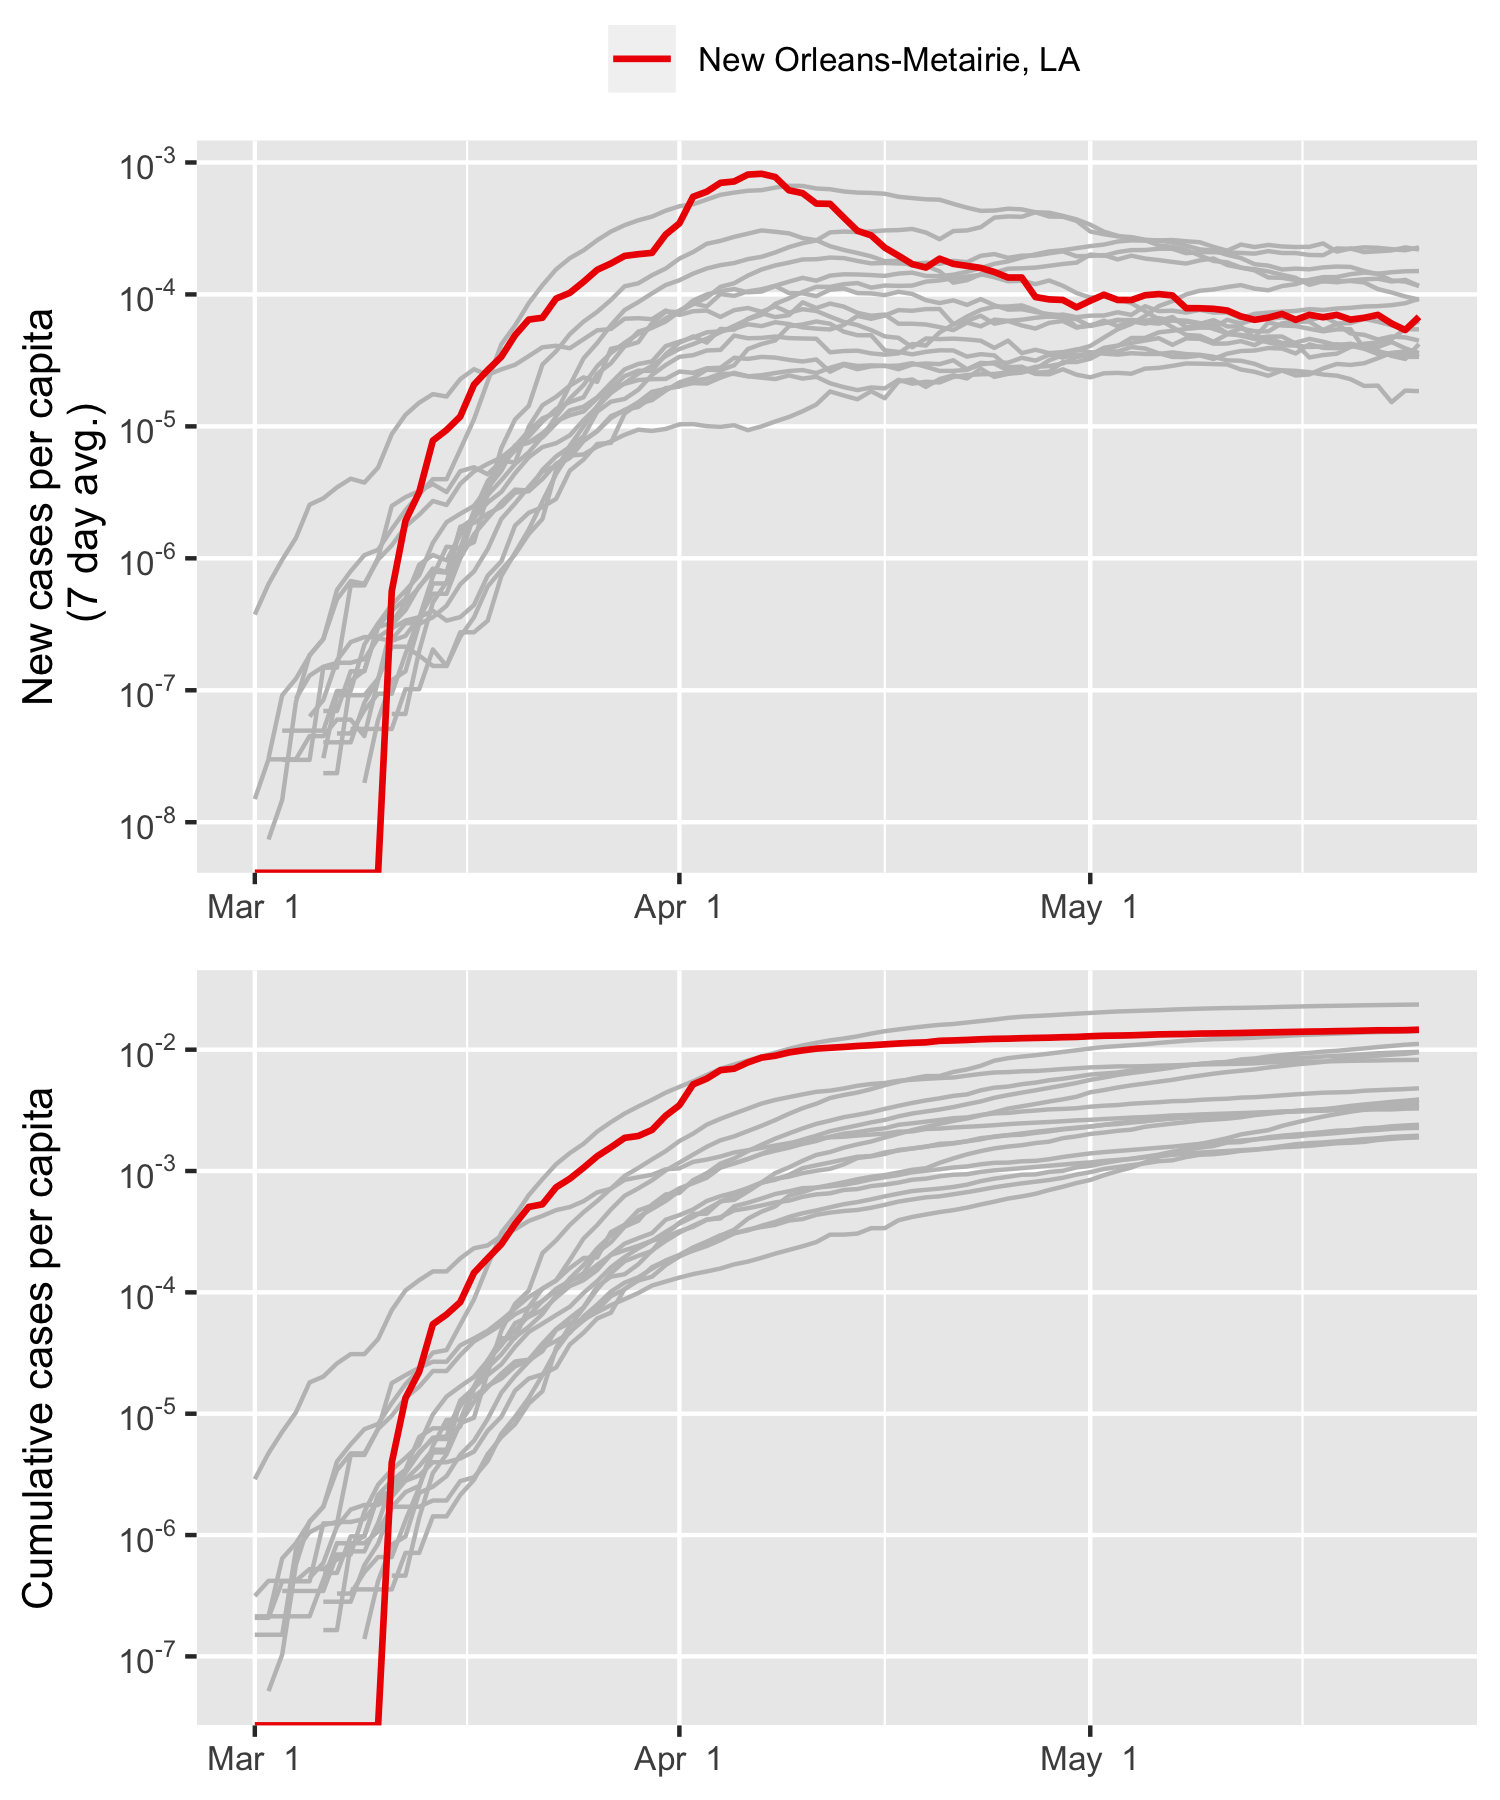 New Orleans-Metairie, LA
New cases per capita
(7 day avg.)
10⁻³
10⁻⁴
10⁻⁵
10⁻⁶
10⁻⁷
10⁻⁸
Mar 1
Apr 1
May 1
Cumulative cases per capita
10⁻²
10⁻³
10⁻⁴
10⁻⁵
10⁻⁶
10⁻⁷
Mar 1
Apr 1
May 1